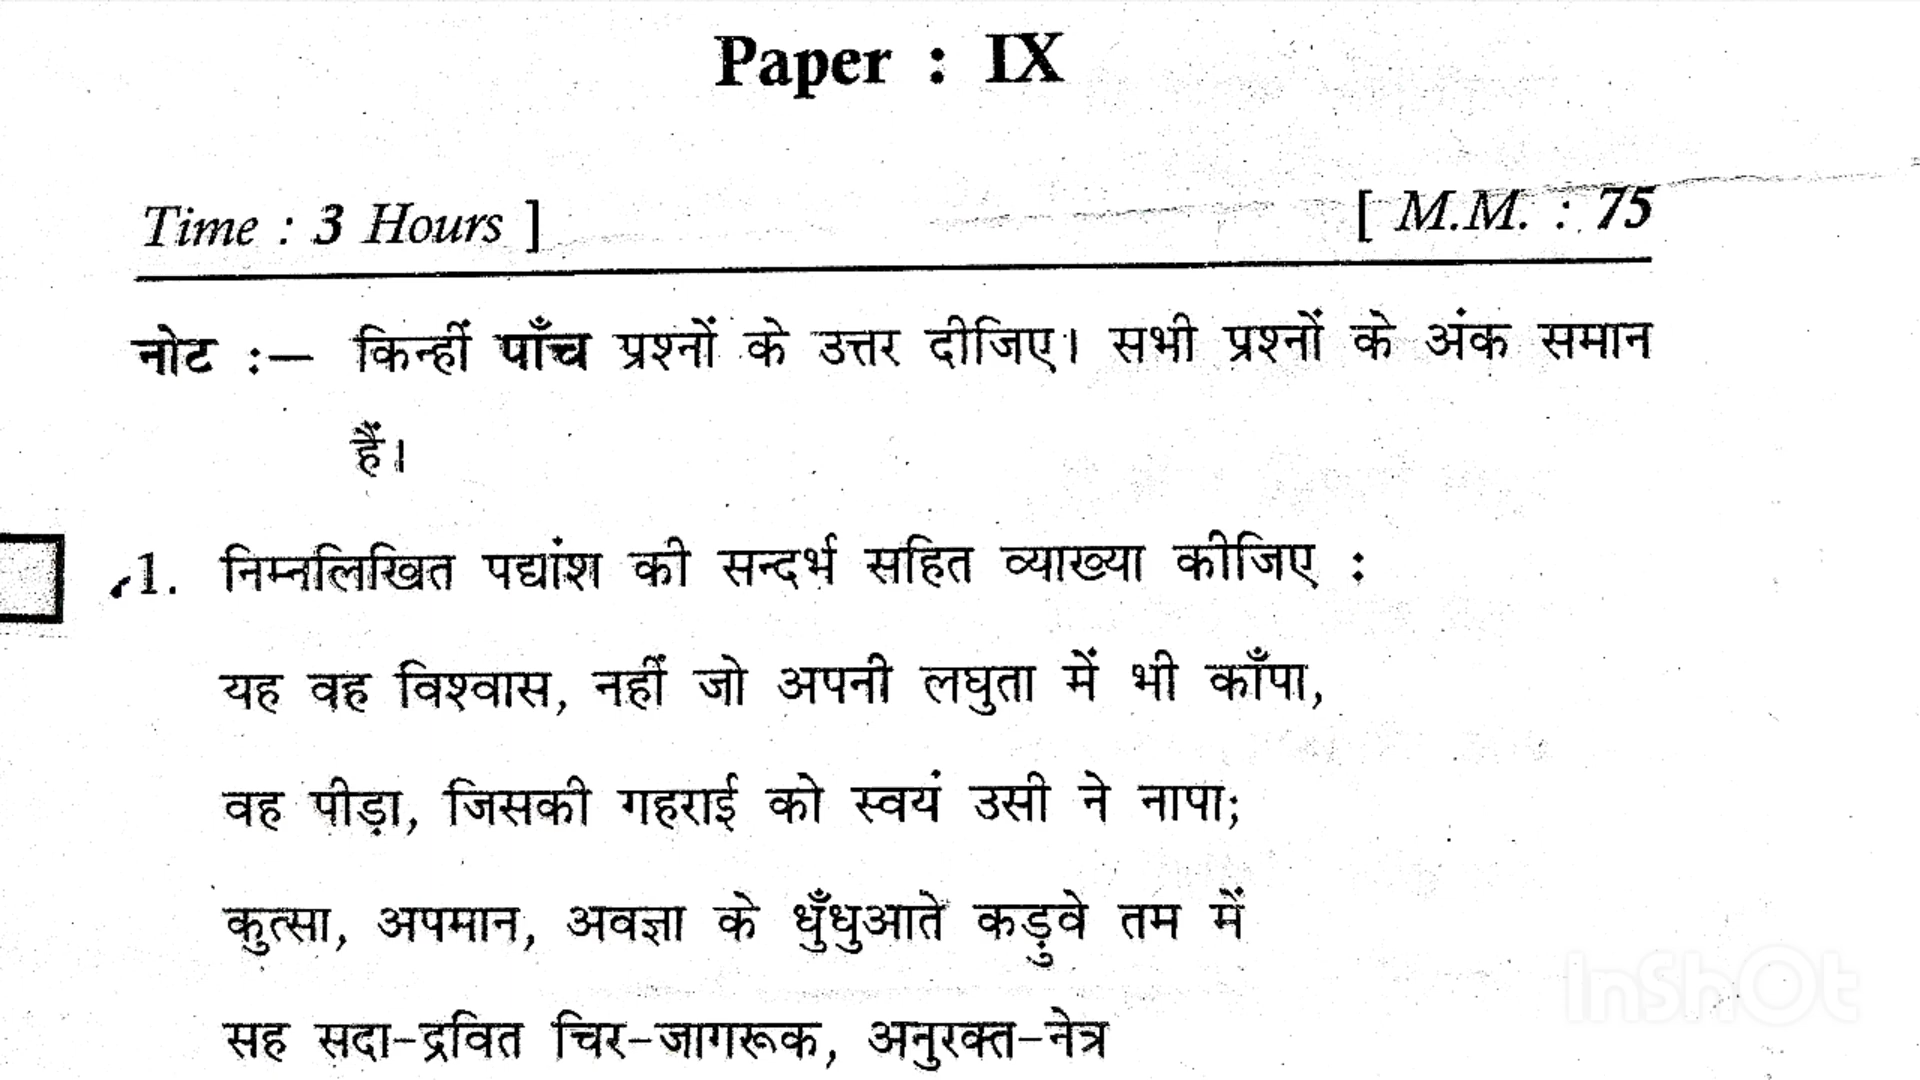 Paper : IX
Time : 3 Hours ] [ M.M. : 75
नोट :— किन्हीं पाँच प्रश्नों के उत्तर दीजिए। सभी प्रश्नों के अंक समान
हैं।
1. निम्नलिखित पद्यांश की सन्दर्भ सहित व्याख्या कीजिए :
यह वह विश्वास, नहीं जो अपनी लघुता में भी काँपा,
वह पीड़ा, जिसकी गहराई को स्वयं उसी ने नापा;
कुत्सा, अपमान, अवज्ञा के धुँधुआते कड़ुवे तम में
सह सदा-द्रवित चिर-जागरूक, अनुरक्त-नेत्र
InShOt